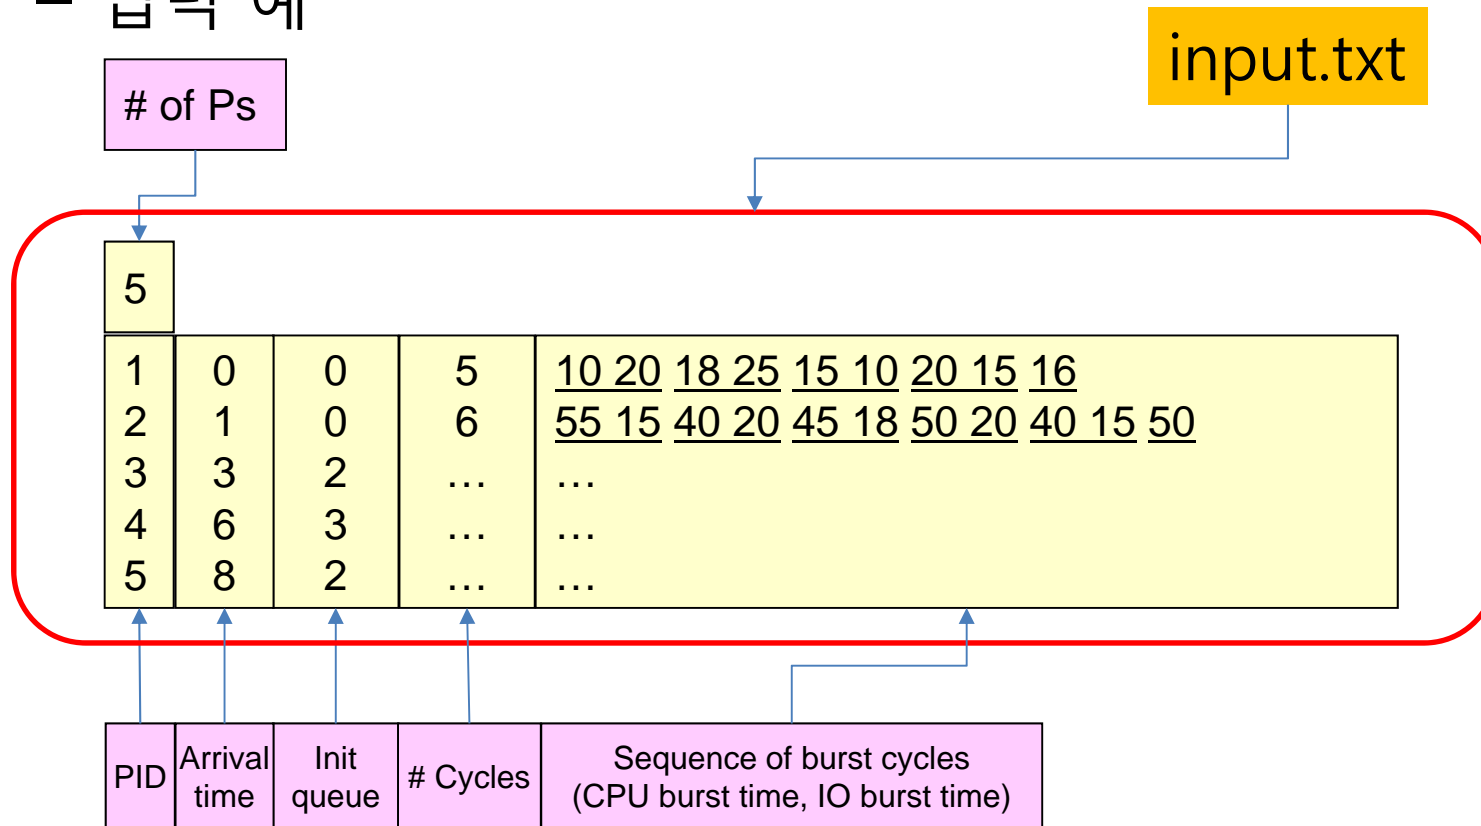 – 입력 예
input.txt
# of Ps
5
1 0 0 5 10 20 18 25 15 10 20 15 16
2 1 0 6 55 15 40 20 45 18 50 20 40 15 50
3 3 2 … …
4 6 3 … …
5 8 2 … …
PID Arrival time Init queue # Cycles Sequence of burst cycles
(CPU burst time, IO burst time)